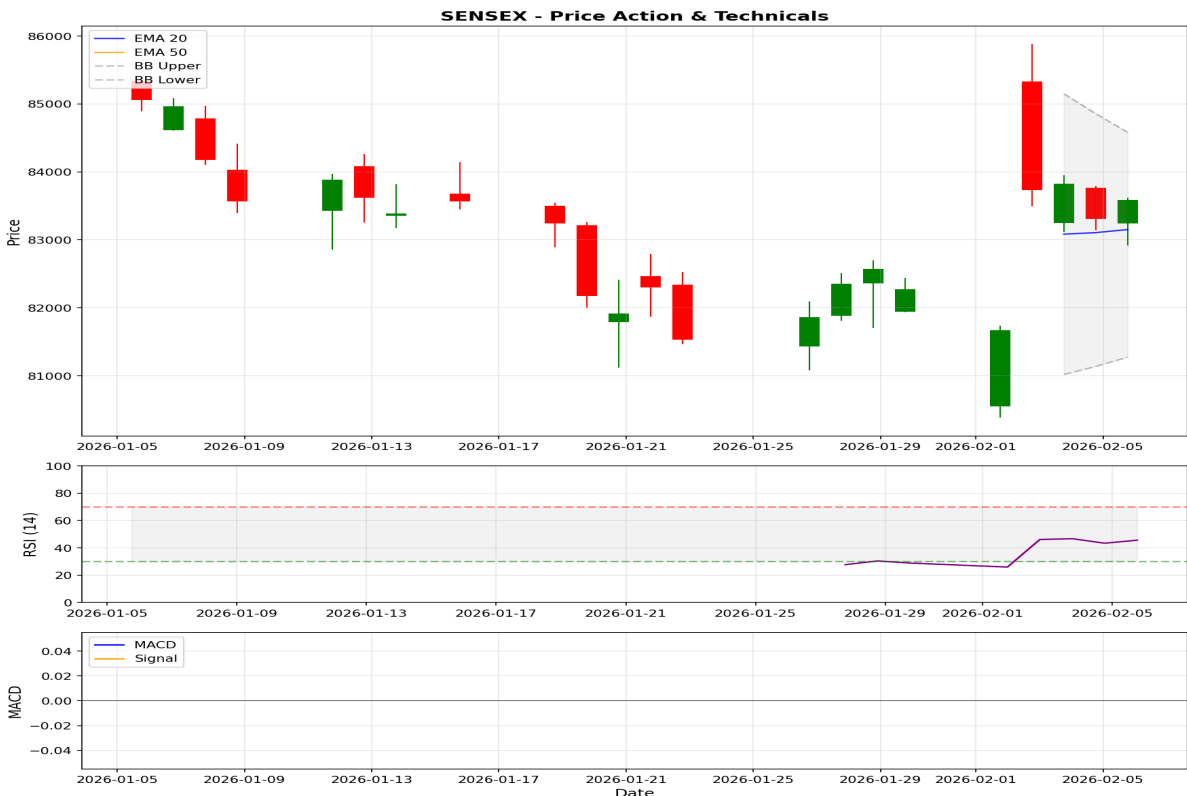 SENSEX - Price Action & Technicals
EMA 20
EMA 50
BB Upper
BB Lower
Price
86000
85000
84000
83000
82000
81000
2026-01-05 2026-01-09 2026-01-13 2026-01-17 2026-01-21 2026-01-25 2026-01-29 2026-02-01 2026-02-05
RSI (14)
100
80
60
40
20
0
2026-01-05 2026-01-09 2026-01-13 2026-01-17 2026-01-21 2026-01-25 2026-01-29 2026-02-01 2026-02-05
MACD
Signal
MACD
0.04
0.02
0.00
−0.02
−0.04
2026-01-05 2026-01-09 2026-01-13 2026-01-17 2026-01-21 2026-01-25 2026-01-29 2026-02-01 2026-02-05
Date